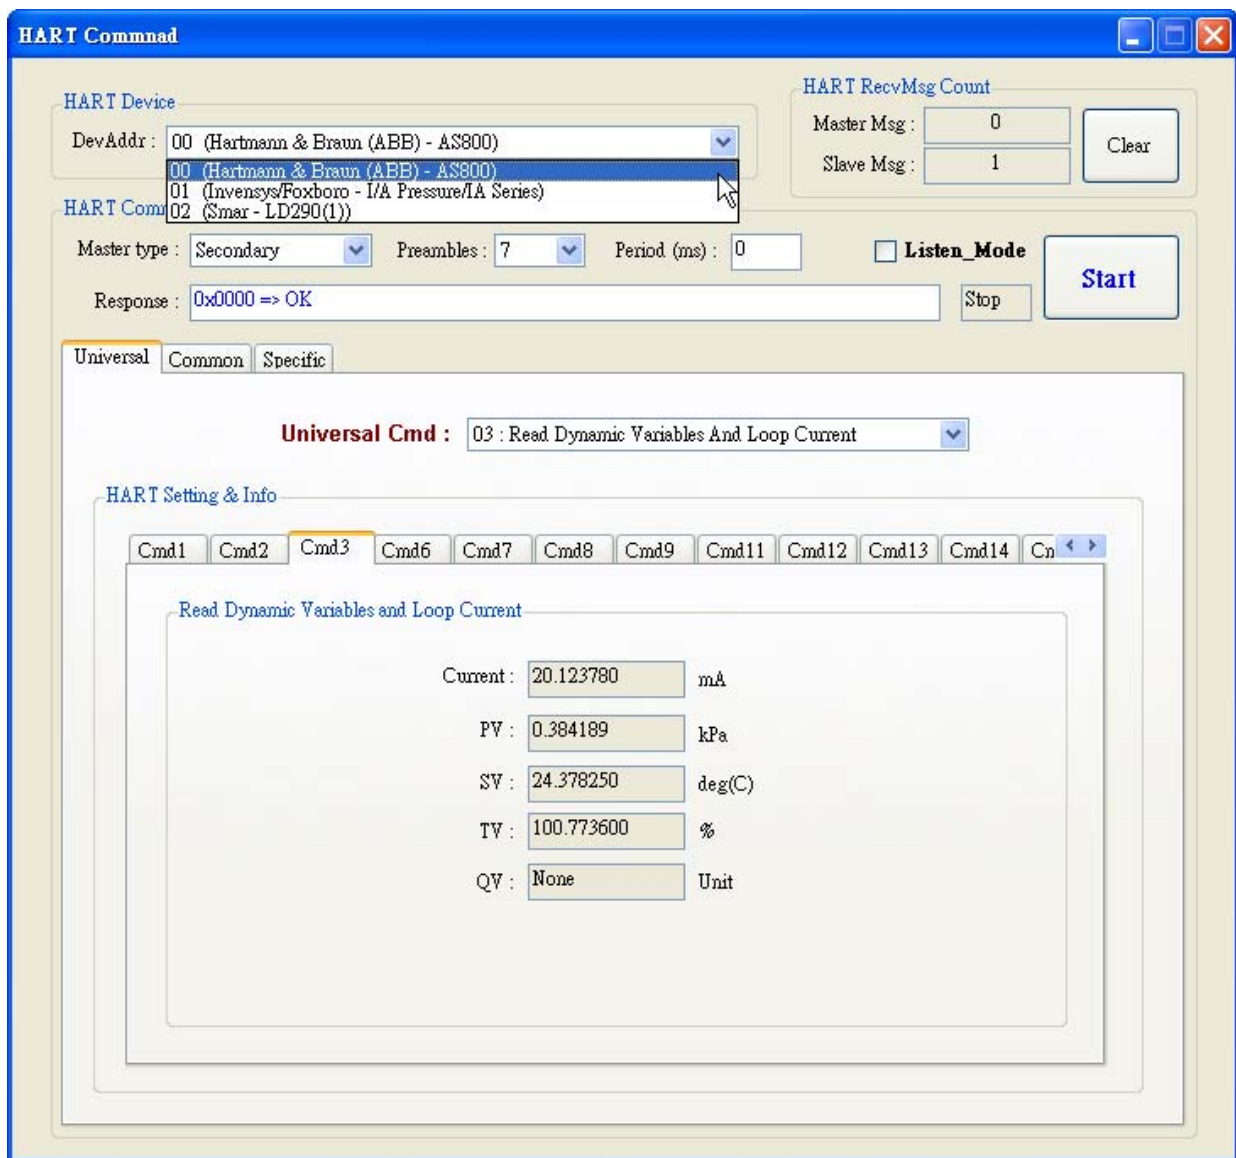 HART Commnad
HART Device
DevAddr : 00 (Hartmann & Braun (ABB) - AS800)
00 (Hartmann & Braun (ABB) - AS800)
01 (Invensys/Foxboro - I/A Pressure/IA Series)
02 (Smar - LD290(1))
HART RecvMsg Count
Master Msg : 0
Slave Msg : 1
Clear
HART Com
Master type : Secondary Preambles : 7 Period (ms) : 0 Listen_Mode
Start
Response : 0x0000 => OK Stop
Universal Common Specific
Universal Cmd : 03 : Read Dynamic Variables And Loop Current
HART Setting & Info
Cmd1 Cmd2 Cmd3 Cmd6 Cmd7 Cmd8 Cmd9 Cmd11 Cmd12 Cmd13 Cmd14 Cn
Read Dynamic Variables and Loop Current
Current : 20.123780 mA
PV : 0.384189 kPa
SV : 24.378250 deg(C)
TV : 100.773600 %
QV : None Unit